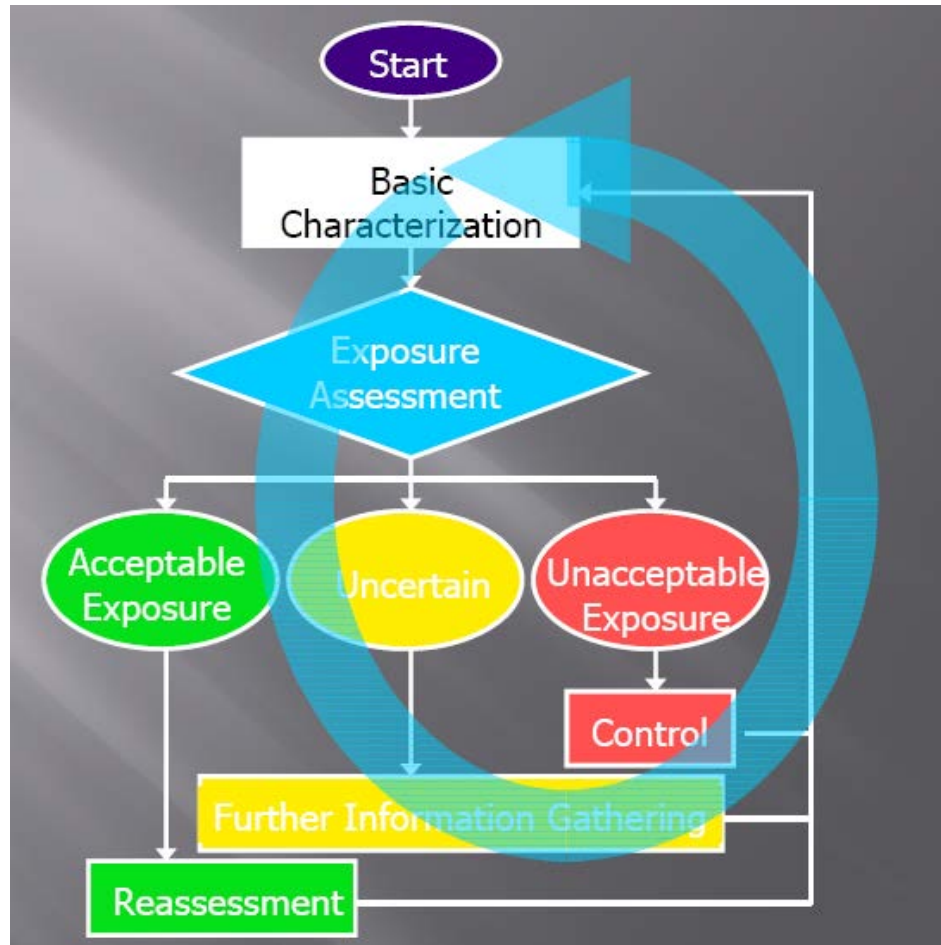 Start
Basic
Characterization
Exposure
Assessment
Acceptable
Exposure
Uncertain
Unacceptable
Exposure
Control
Further Information Gathering
Reassessment